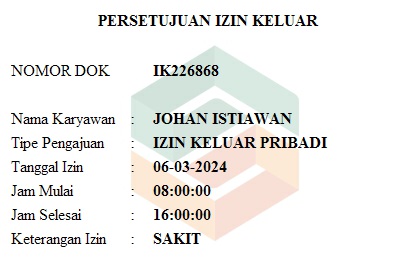 PERSETUJUAN IZIN KELUAR
NOMOR DOK IK226868
Nama Karyawan : JOHAN ISTIAWAN
Tipe Pengajuan : IZIN KELUAR PRIBADI
Tanggal Izin : 06-03-2024
Jam Mulai : 08:00:00
Jam Selesai : 16:00:00
Keterangan Izin : SAKIT